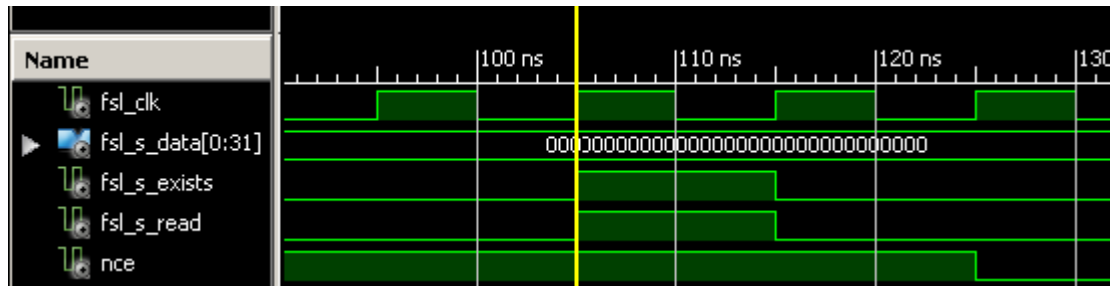 Name
100 ns
110 ns
120 ns
130
fsl_clk
fsl_s_data[0:31]
00000000000000000000000000000000
fsl_s_exists
fsl_s_read
nce